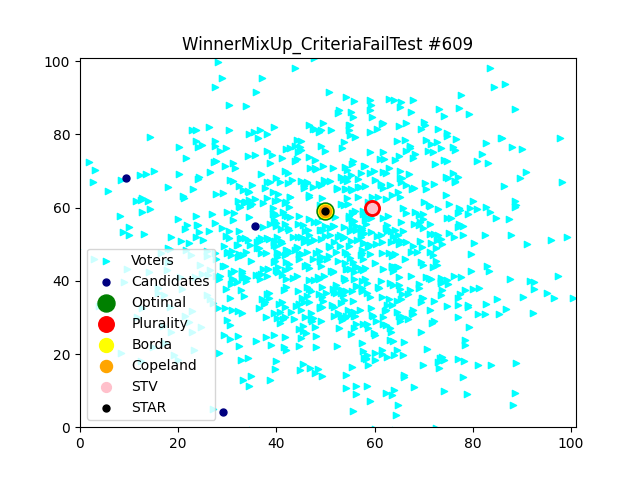 WinnerMixUp_CriteriaFailTest #609
100
80
60
40
20
0
0 20 40 60 80 100
Voters
Candidates
Optimal
Plurality
Borda
Copeland
STV
STAR